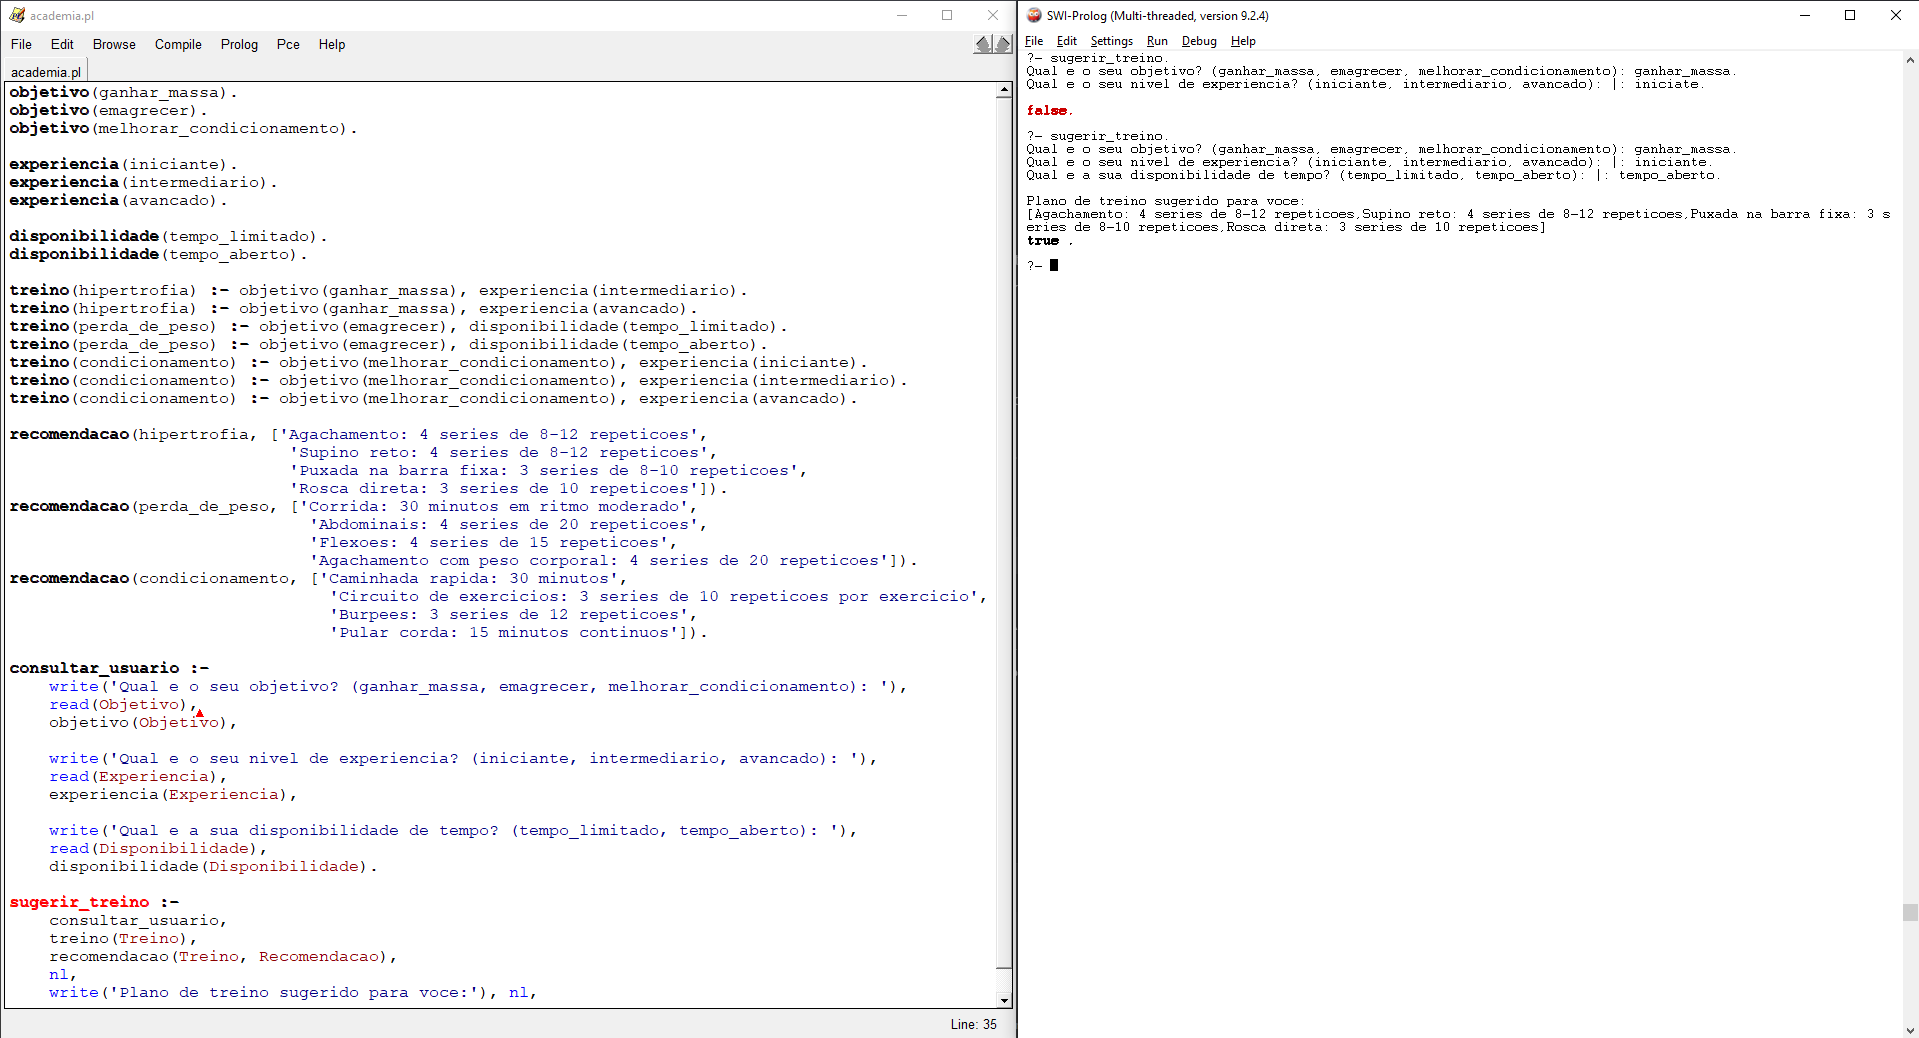 academia.pl
File Edit Browse Compile Prolog Pce Help
academia.pl
objetivo(ganhar_massa).
objetivo(emagrecer).
objetivo(melhorar_condicionamento).
experiencia(iniciante).
experiencia(intermediario).
experiencia(avancado).
disponibilidade(tempo_limitado).
disponibilidade(tempo_aberto).
treino(hipertrofia) :- objetivo(ganhar_massa), experiencia(intermediario).
treino(hipertrofia) :- objetivo(ganhar_massa), experiencia(avancado).
treino(perda_de_peso) :- objetivo(emagrecer), disponibilidade(tempo_limitado).
treino(perda_de_peso) :- objetivo(emagrecer), disponibilidade(tempo_aberto).
treino(condicionamento) :- objetivo(melhorar_condicionamento), experiencia(iniciante).
treino(condicionamento) :- objetivo(melhorar_condicionamento), experiencia(intermediario).
treino(condicionamento) :- objetivo(melhorar_condicionamento), experiencia(avancado).
recomendacao(hipertrofia, ['Agachamento: 4 series de 8-12 repeticoes',
'Supino reto: 4 series de 8-12 repeticoes',
'Puxada na barra fixa: 3 series de 8-10 repeticoes',
'Rosca direta: 3 series de 10 repeticoes']).
recomendacao(perda_de_peso, ['Corrida: 30 minutos em ritmo moderado',
'Abdominais: 4 series de 20 repeticoes',
'Flexoes: 4 series de 15 repeticoes',
'Agachamento com peso corporal: 4 series de 20 repeticoes']).
recomendacao(condicionamento, ['Caminhada rapida: 30 minutos',
'Circuito de exercicios: 3 series de 10 repeticoes por exercicio',
'Burpees: 3 series de 12 repeticoes',
'Pular corda: 15 minutos continuos']).
consultar_usuario :-
write('Qual e o seu objetivo? (ganhar_massa, emagrecer, melhorar_condicionamento): '),
read(Objetivo),
objetivo(Objetivo),
write('Qual e o seu nivel de experiencia? (iniciante, intermediario, avancado): '),
read(Experiencia),
experiencia(Experiencia),
write('Qual e a sua disponibilidade de tempo? (tempo_limitado, tempo_aberto): '),
read(Disponibilidade),
disponibilidade(Disponibilidade).
sugerir_treino :-
consultar_usuario,
treino(Treino),
recomendacao(Treino, Recomendacao),
nl,
write('Plano de treino sugerido para voce:'), nl,
Line: 35
SWI-Prolog (Multi-threaded, version 9.2.4)
File Edit Settings Run Debug Help
?- sugerir_treino.
Qual e o seu objetivo? (ganhar_massa, emagrecer, melhorar_condicionamento): ganhar_massa.
Qual e o seu nivel de experiencia? (iniciante, intermediario, avancado): |: iniciate.
false.
?- sugerir_treino.
Qual e o seu objetivo? (ganhar_massa, emagrecer, melhorar_condicionamento): ganhar_massa.
Qual e o seu nivel de experiencia? (iniciante, intermediario, avancado): |: iniciante.
Qual e a sua disponibilidade de tempo? (tempo_limitado, tempo_aberto): |: tempo_aberto.
Plano de treino sugerido para voce:
[Agachamento: 4 series de 8-12 repeticoes,Supino reto: 4 series de 8-12 repeticoes,Puxada na barra fixa: 3 s
eries de 8-10 repeticoes,Rosca direta: 3 series de 10 repeticoes]
true .
?-